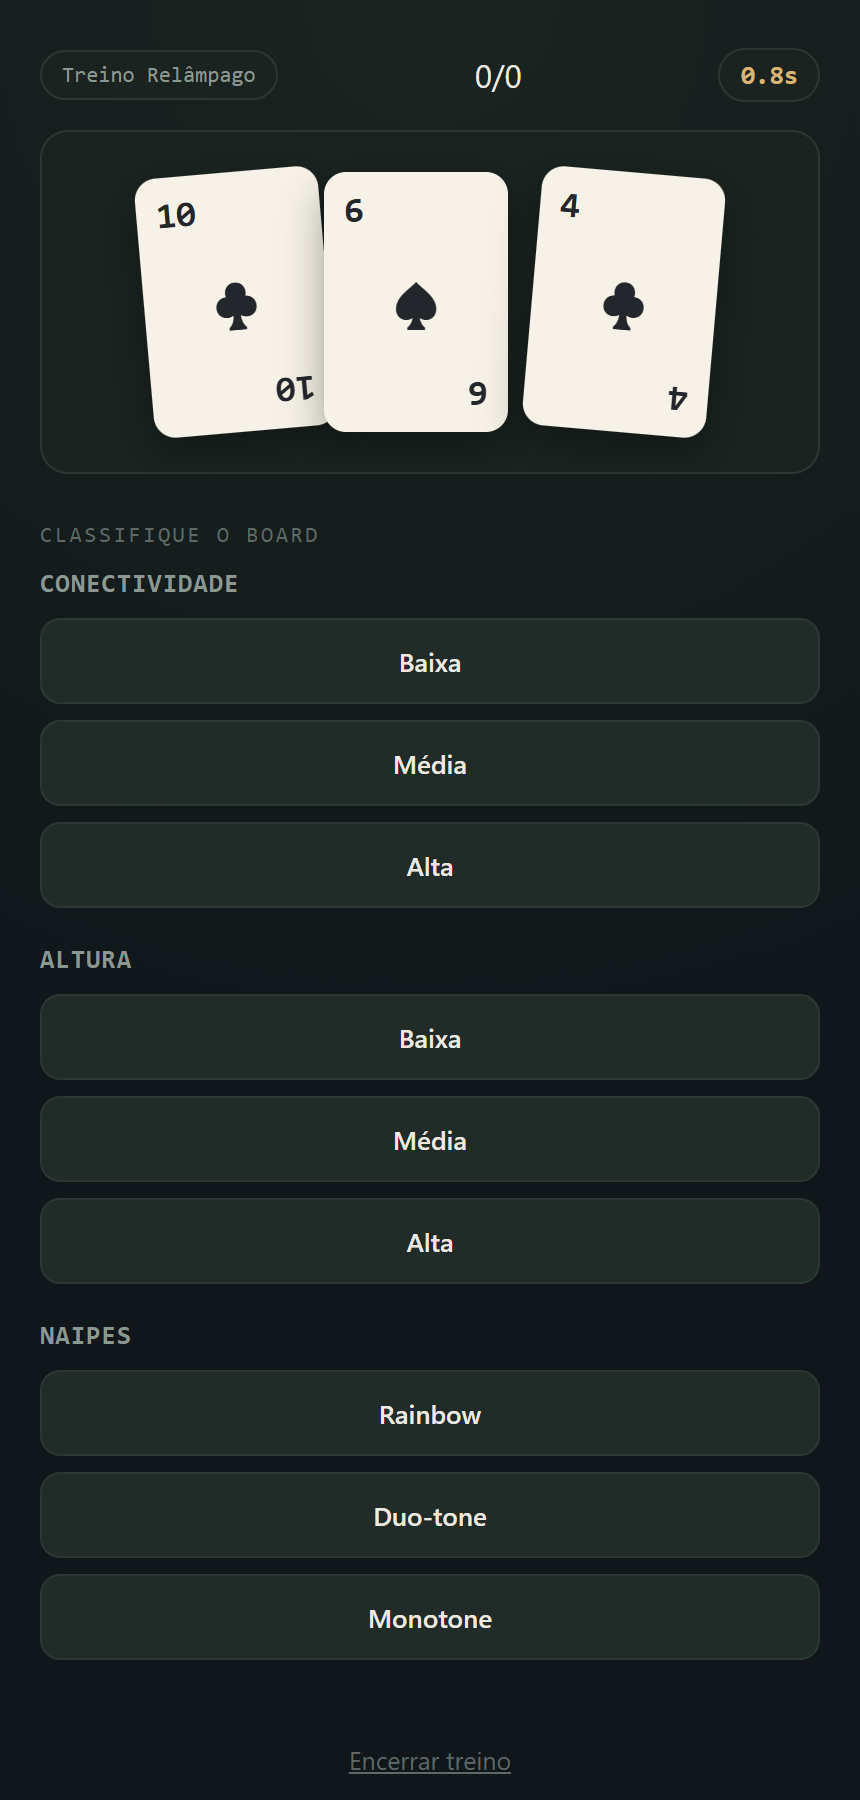 Treino Relâmpago
0/0
0.8s
10
6
4
10
6
4
CLASSIFIQUE O BOARD
CONECTIVIDADE
Baixa
Média
Alta
ALTURA
Baixa
Média
Alta
NAIPES
Rainbow
Duo-tone
Monotone
Encerrar treino